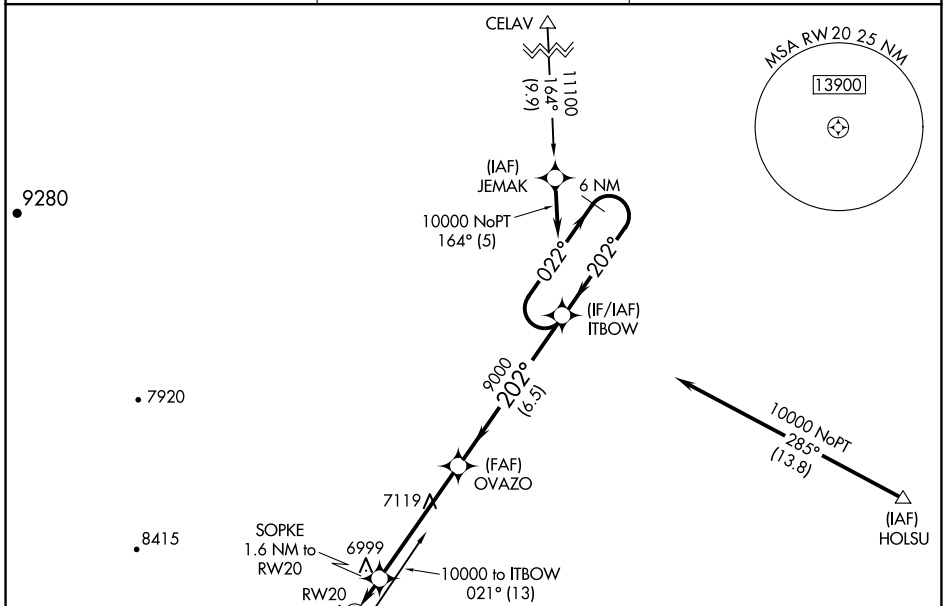 CELAV
MSA RW20 25 NM
13900
11100
164°
(9.9)
(IAF)
JEMAK
6 NM
9280
10000 NoPT
164° (5)
022°
202°
(IF/IAF)
ITBOW
9000
202°
(6.5)
7920
10000 NoPT
285°
(13.8)
(FAF)
OVAZO
7119
(IAF)
HOLSU
SOPKE
1.6 NM to
RW20
8415
6999
10000 to ITBOW
021° (13)
RW20